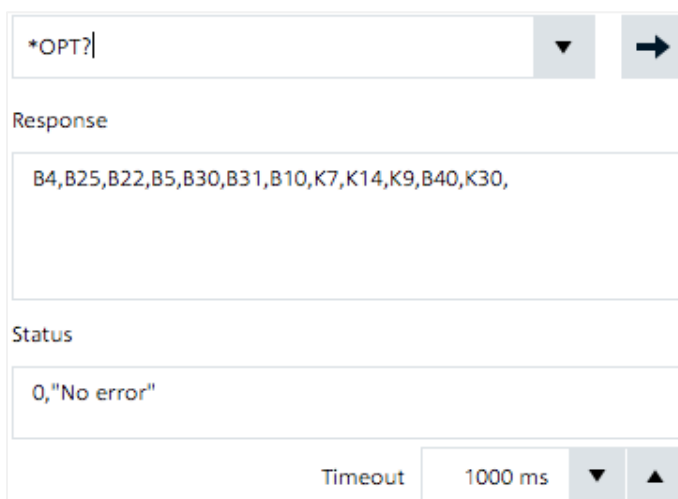 *OPT?
Response
B4,B25,B22,B5,B30,B31,B10,K7,K14,K9,B40,K30,
Status
0,"No error"
Timeout 1000 ms